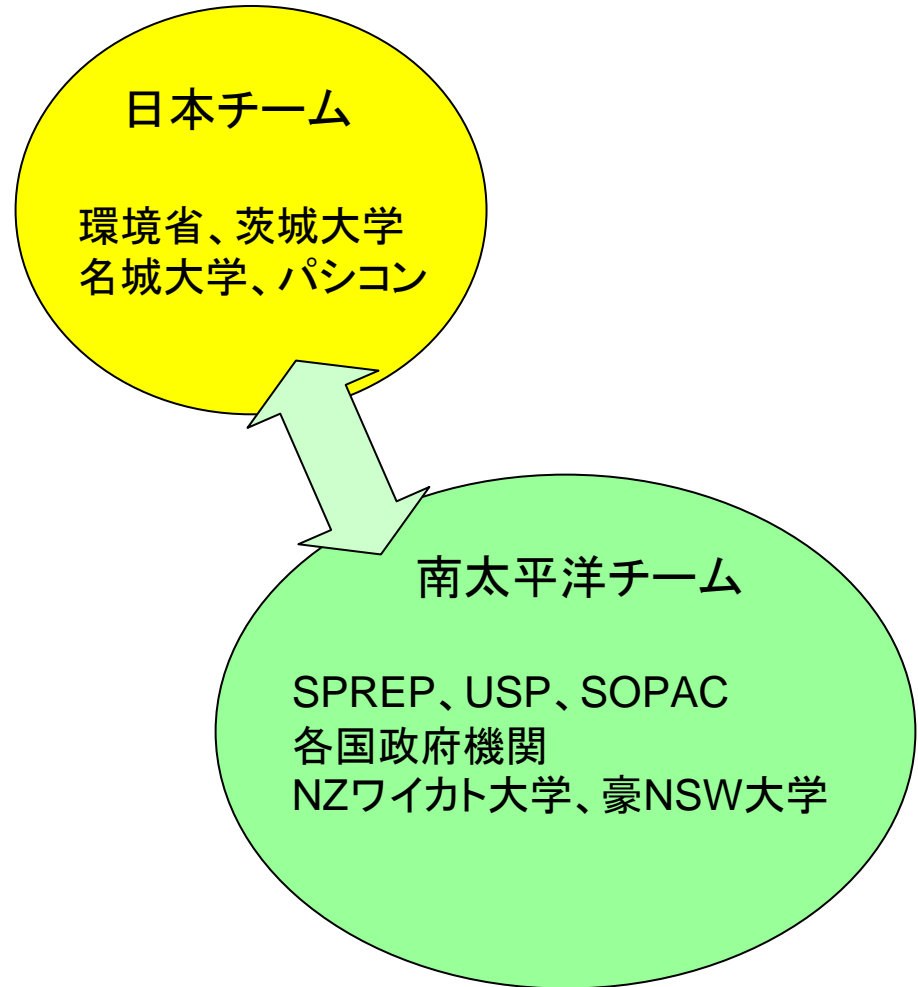 日本チーム
環境省、茨城大学
名城大学、パシコン
南太平洋チーム
SPREP、USP、SOPAC
各国政府機関
NZワイカト大学、豪NSW大学